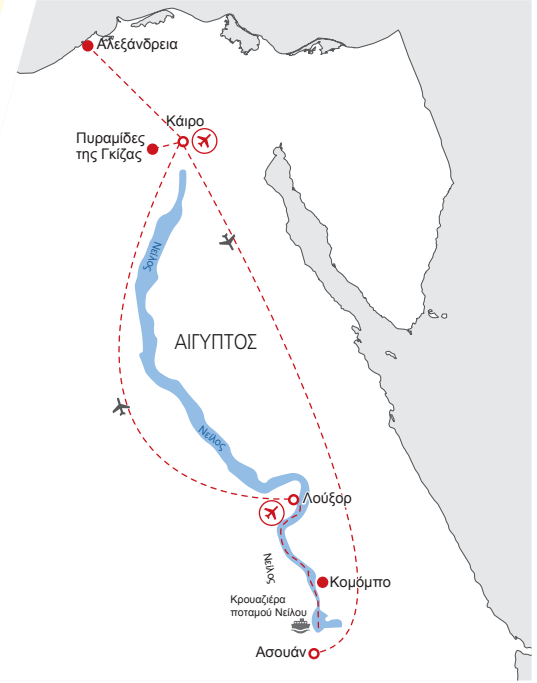 Αλεξάνδρεια
Κάιρο
Πυραμίδες
της Γκίζας
Νείλος
ΑΙΓΥΠΤΟΣ
Νείλος
Λούξορ
Νείλος
Κομόμπο
Κρουαζιέρα
ποταμού Νείλου
Ασουάν